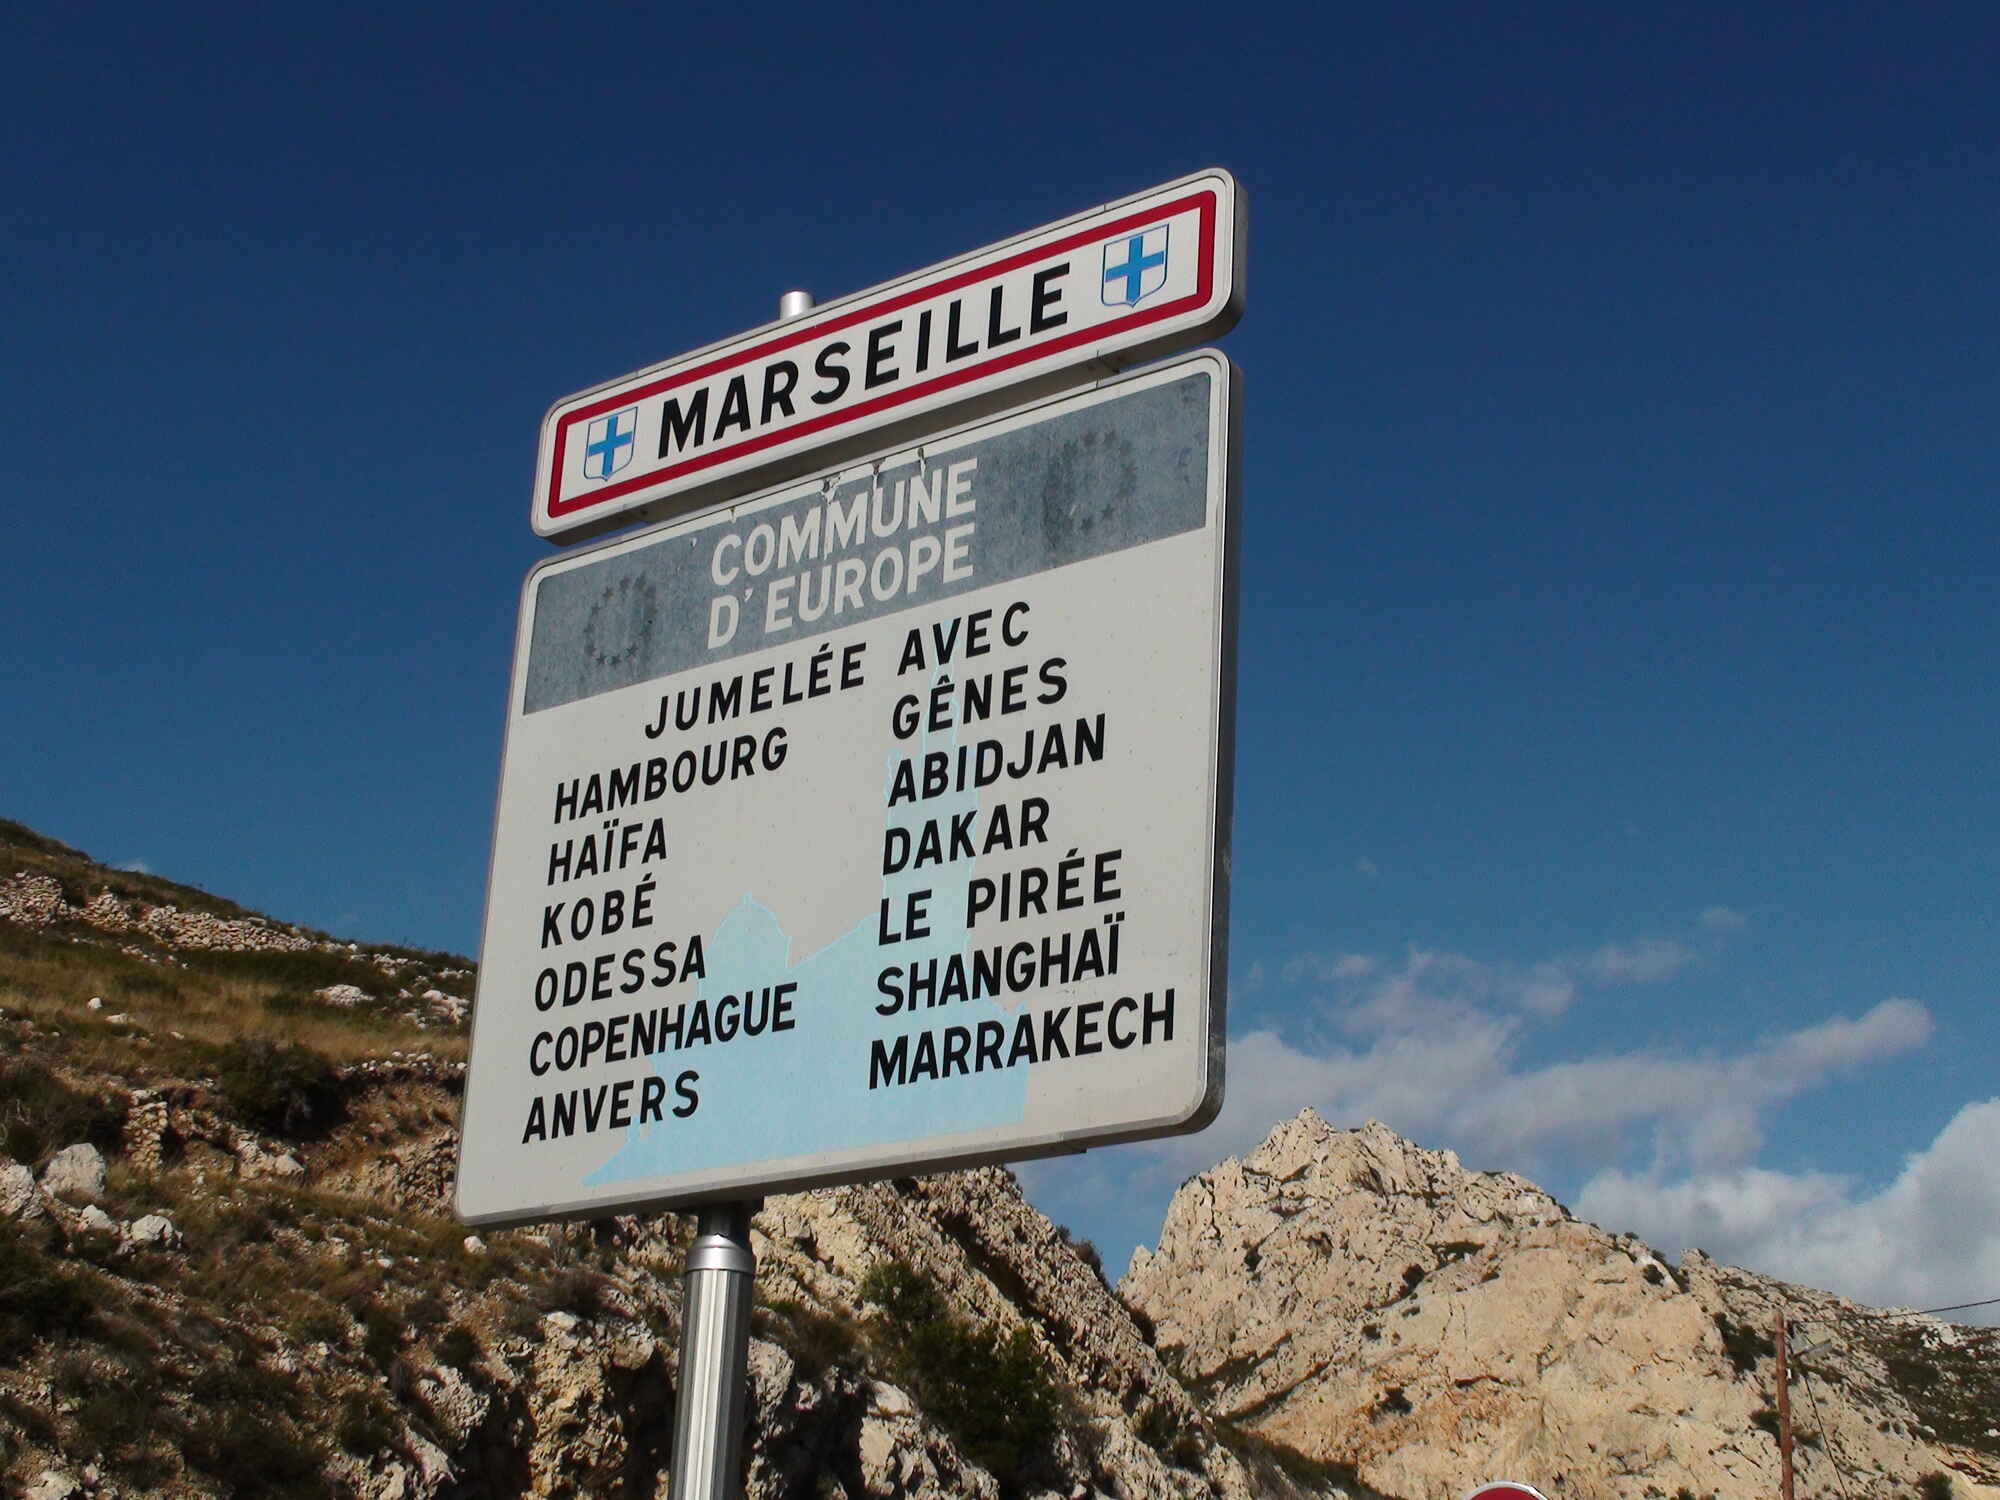 MARSEILLE
COMMUNE
D'EUROPE
JUMELÉE AVEC
HAMBOURG
HAÏFA
KOBÉ
ODESSA
COPENHAGUE
ANVERS
GÊNES
ABIDJAN
DAKAR
LE PIRÉE
SHANGHAÏ
MARRAKECH